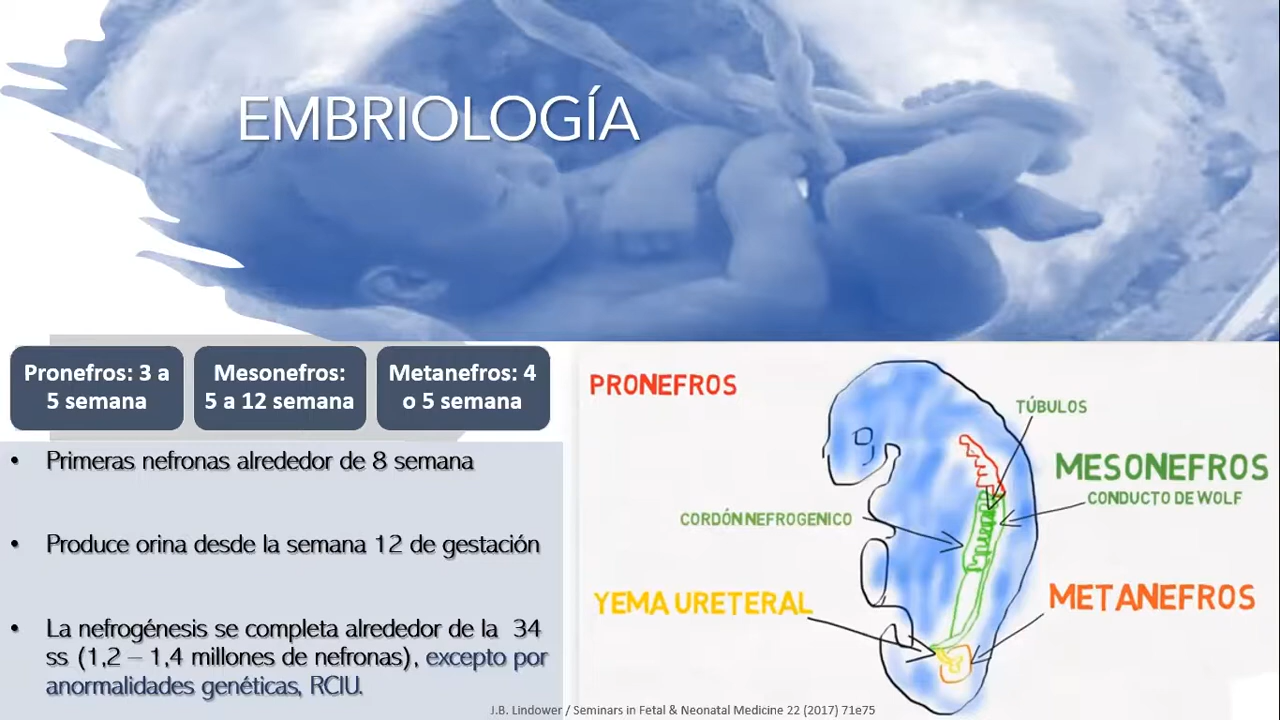 EMBRIOLOGÍA
Pronefros: 3 a
5 semana
Mesonefros:
5 a 12 semana
Metanefros: 4
o 5 semana
• Primeras nefronas alrededor de 8 semana
• Produce orina desde la semana 12 de gestación
• La nefrogénesis se completa alrededor de la 34
ss (1,2 – 1,4 millones de nefronas), excepto por
anormalidades genéticas, RCIU.
PRONEFROS
TÚBULOS
MESONEFROS
CONDUCTO DE WOLF
CORDÓN NEFROGENICO
YEMA URETERAL
METANEFROS
J.B. Lindower / Seminars in Fetal & Neonatal Medicine 22 (2017) 71e75